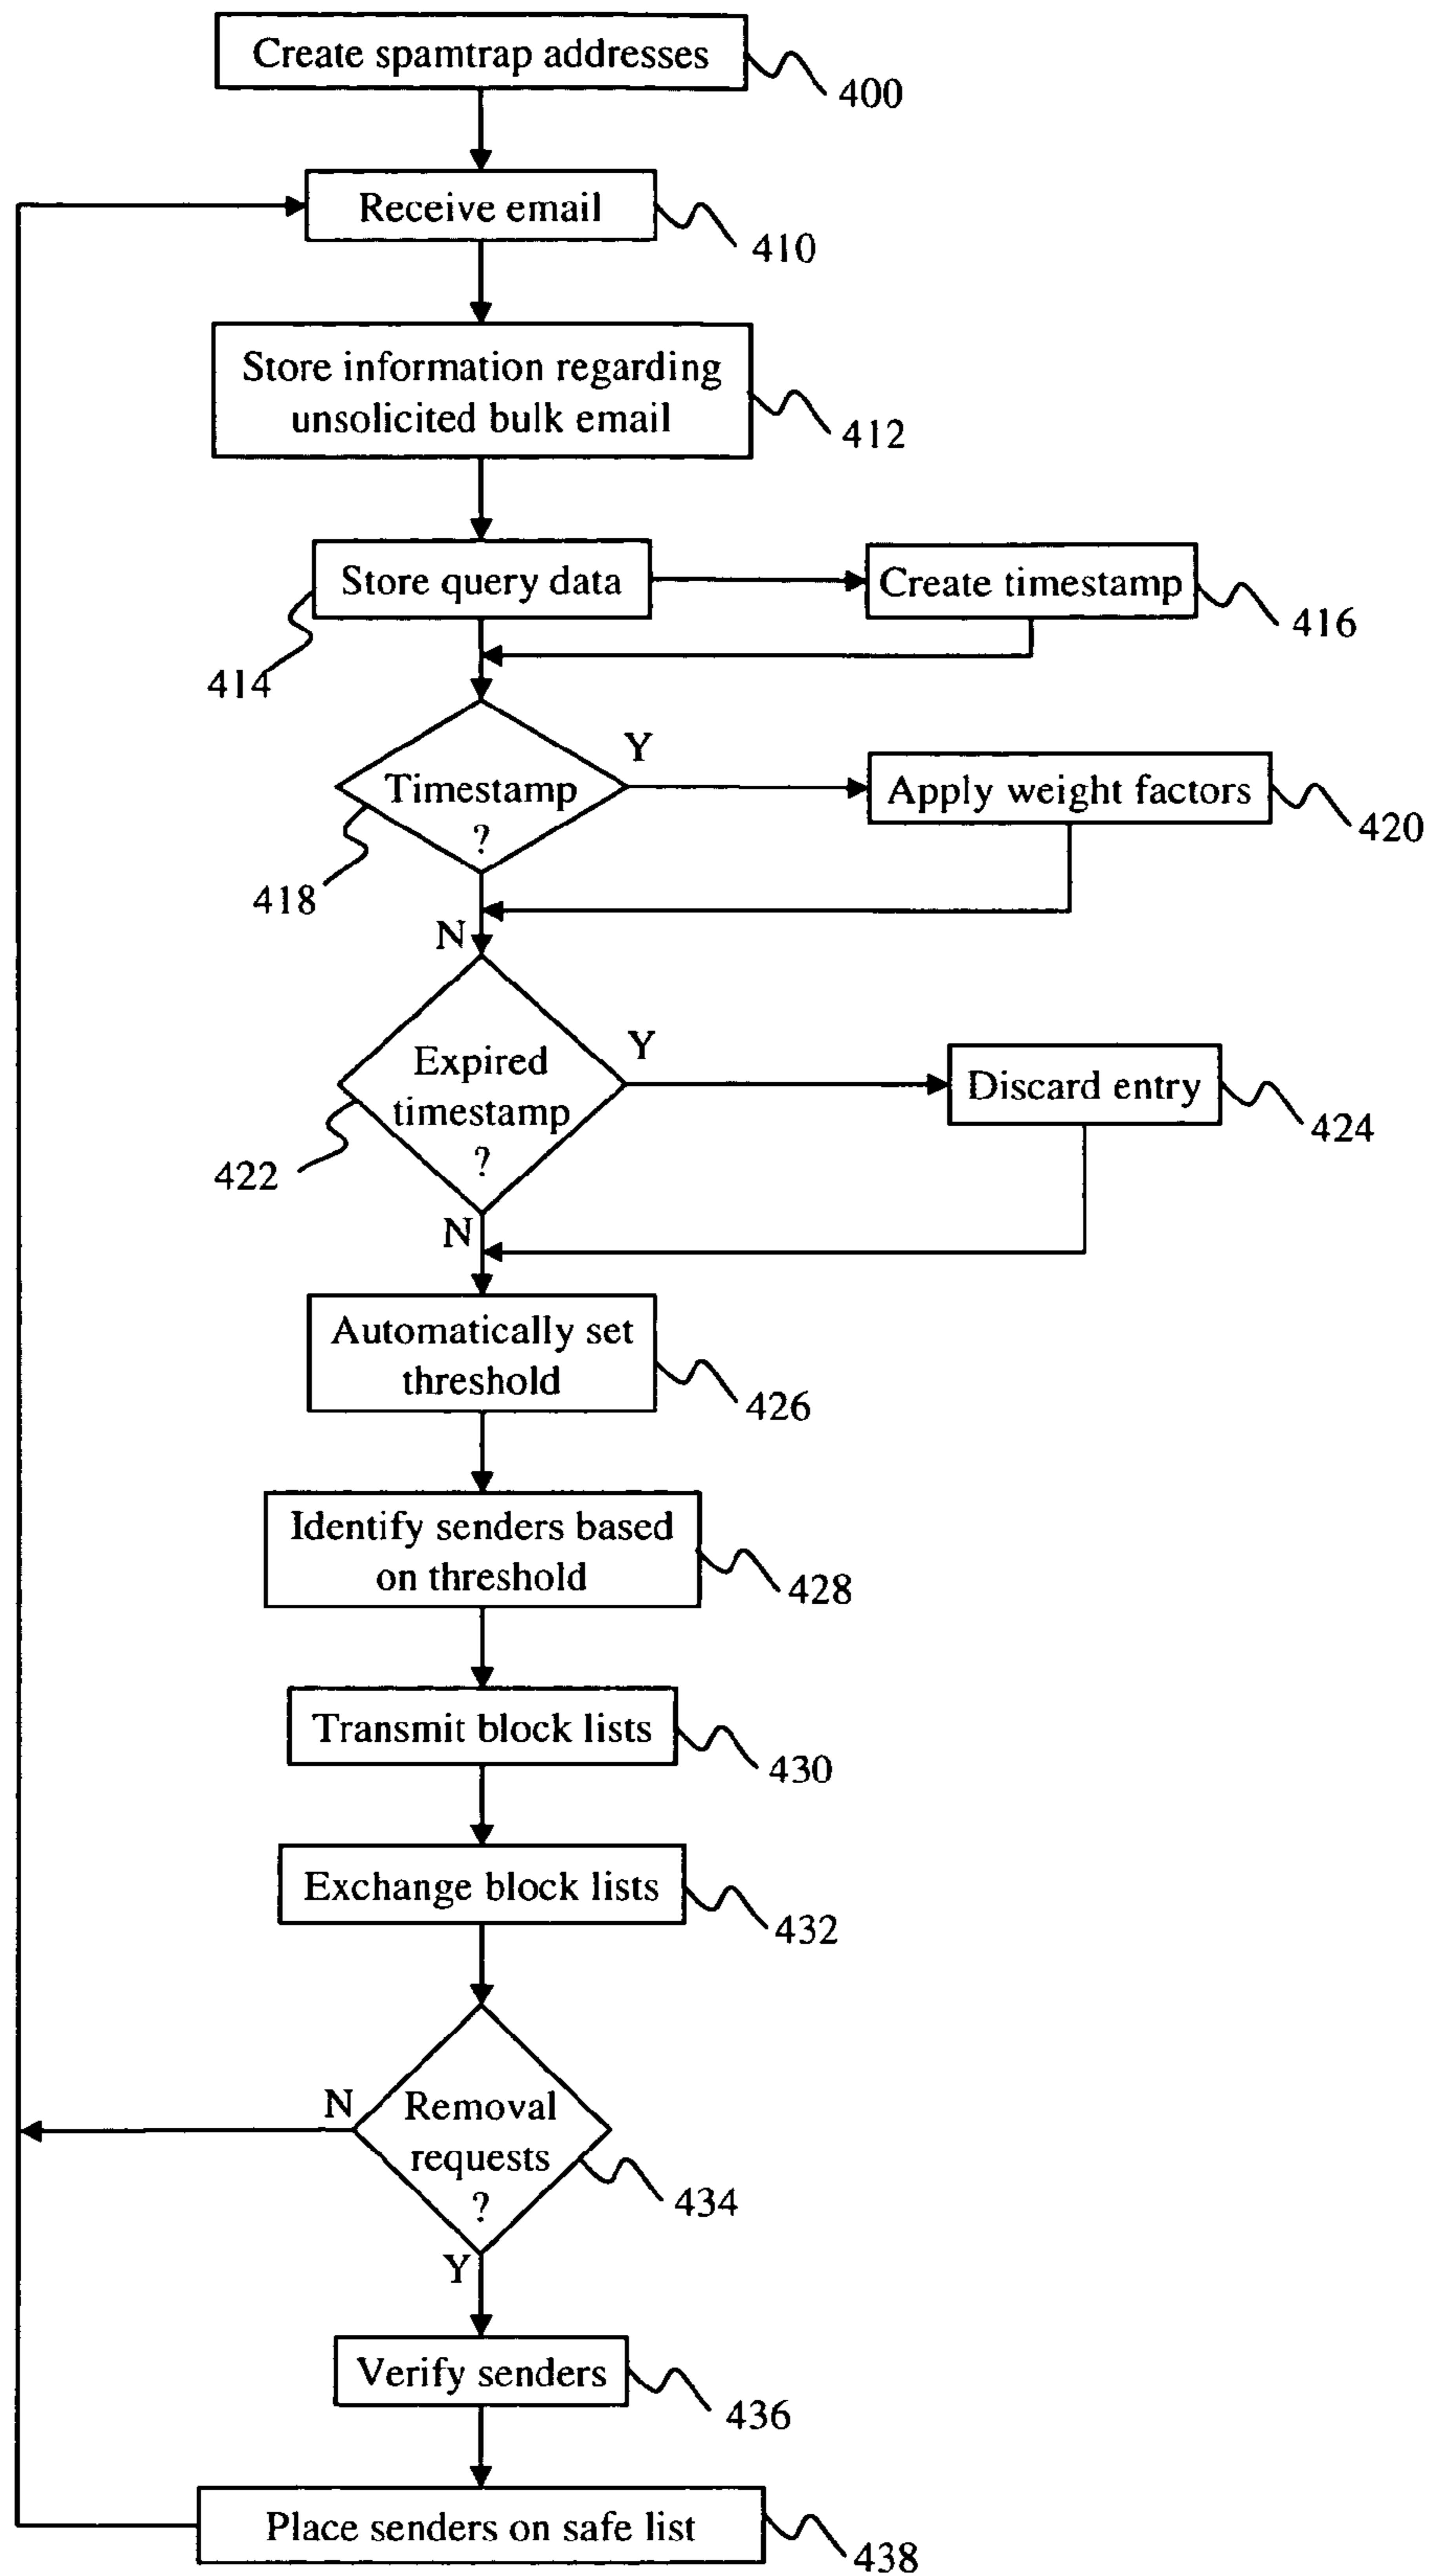 Create spamtrap addresses
400
Receive email
410
Store information regarding
unsolicited bulk email
412
Store query data
414
Create timestamp
416
Timestamp
?
418
Y
Apply weight factors
420
N
Expired
timestamp
?
422
Y
Discard entry
424
N
Automatically set
threshold
426
Identify senders based
on threshold
428
Transmit block lists
430
Exchange block lists
432
N
Removal
requests
?
434
Y
Verify senders
436
Place senders on safe list
438